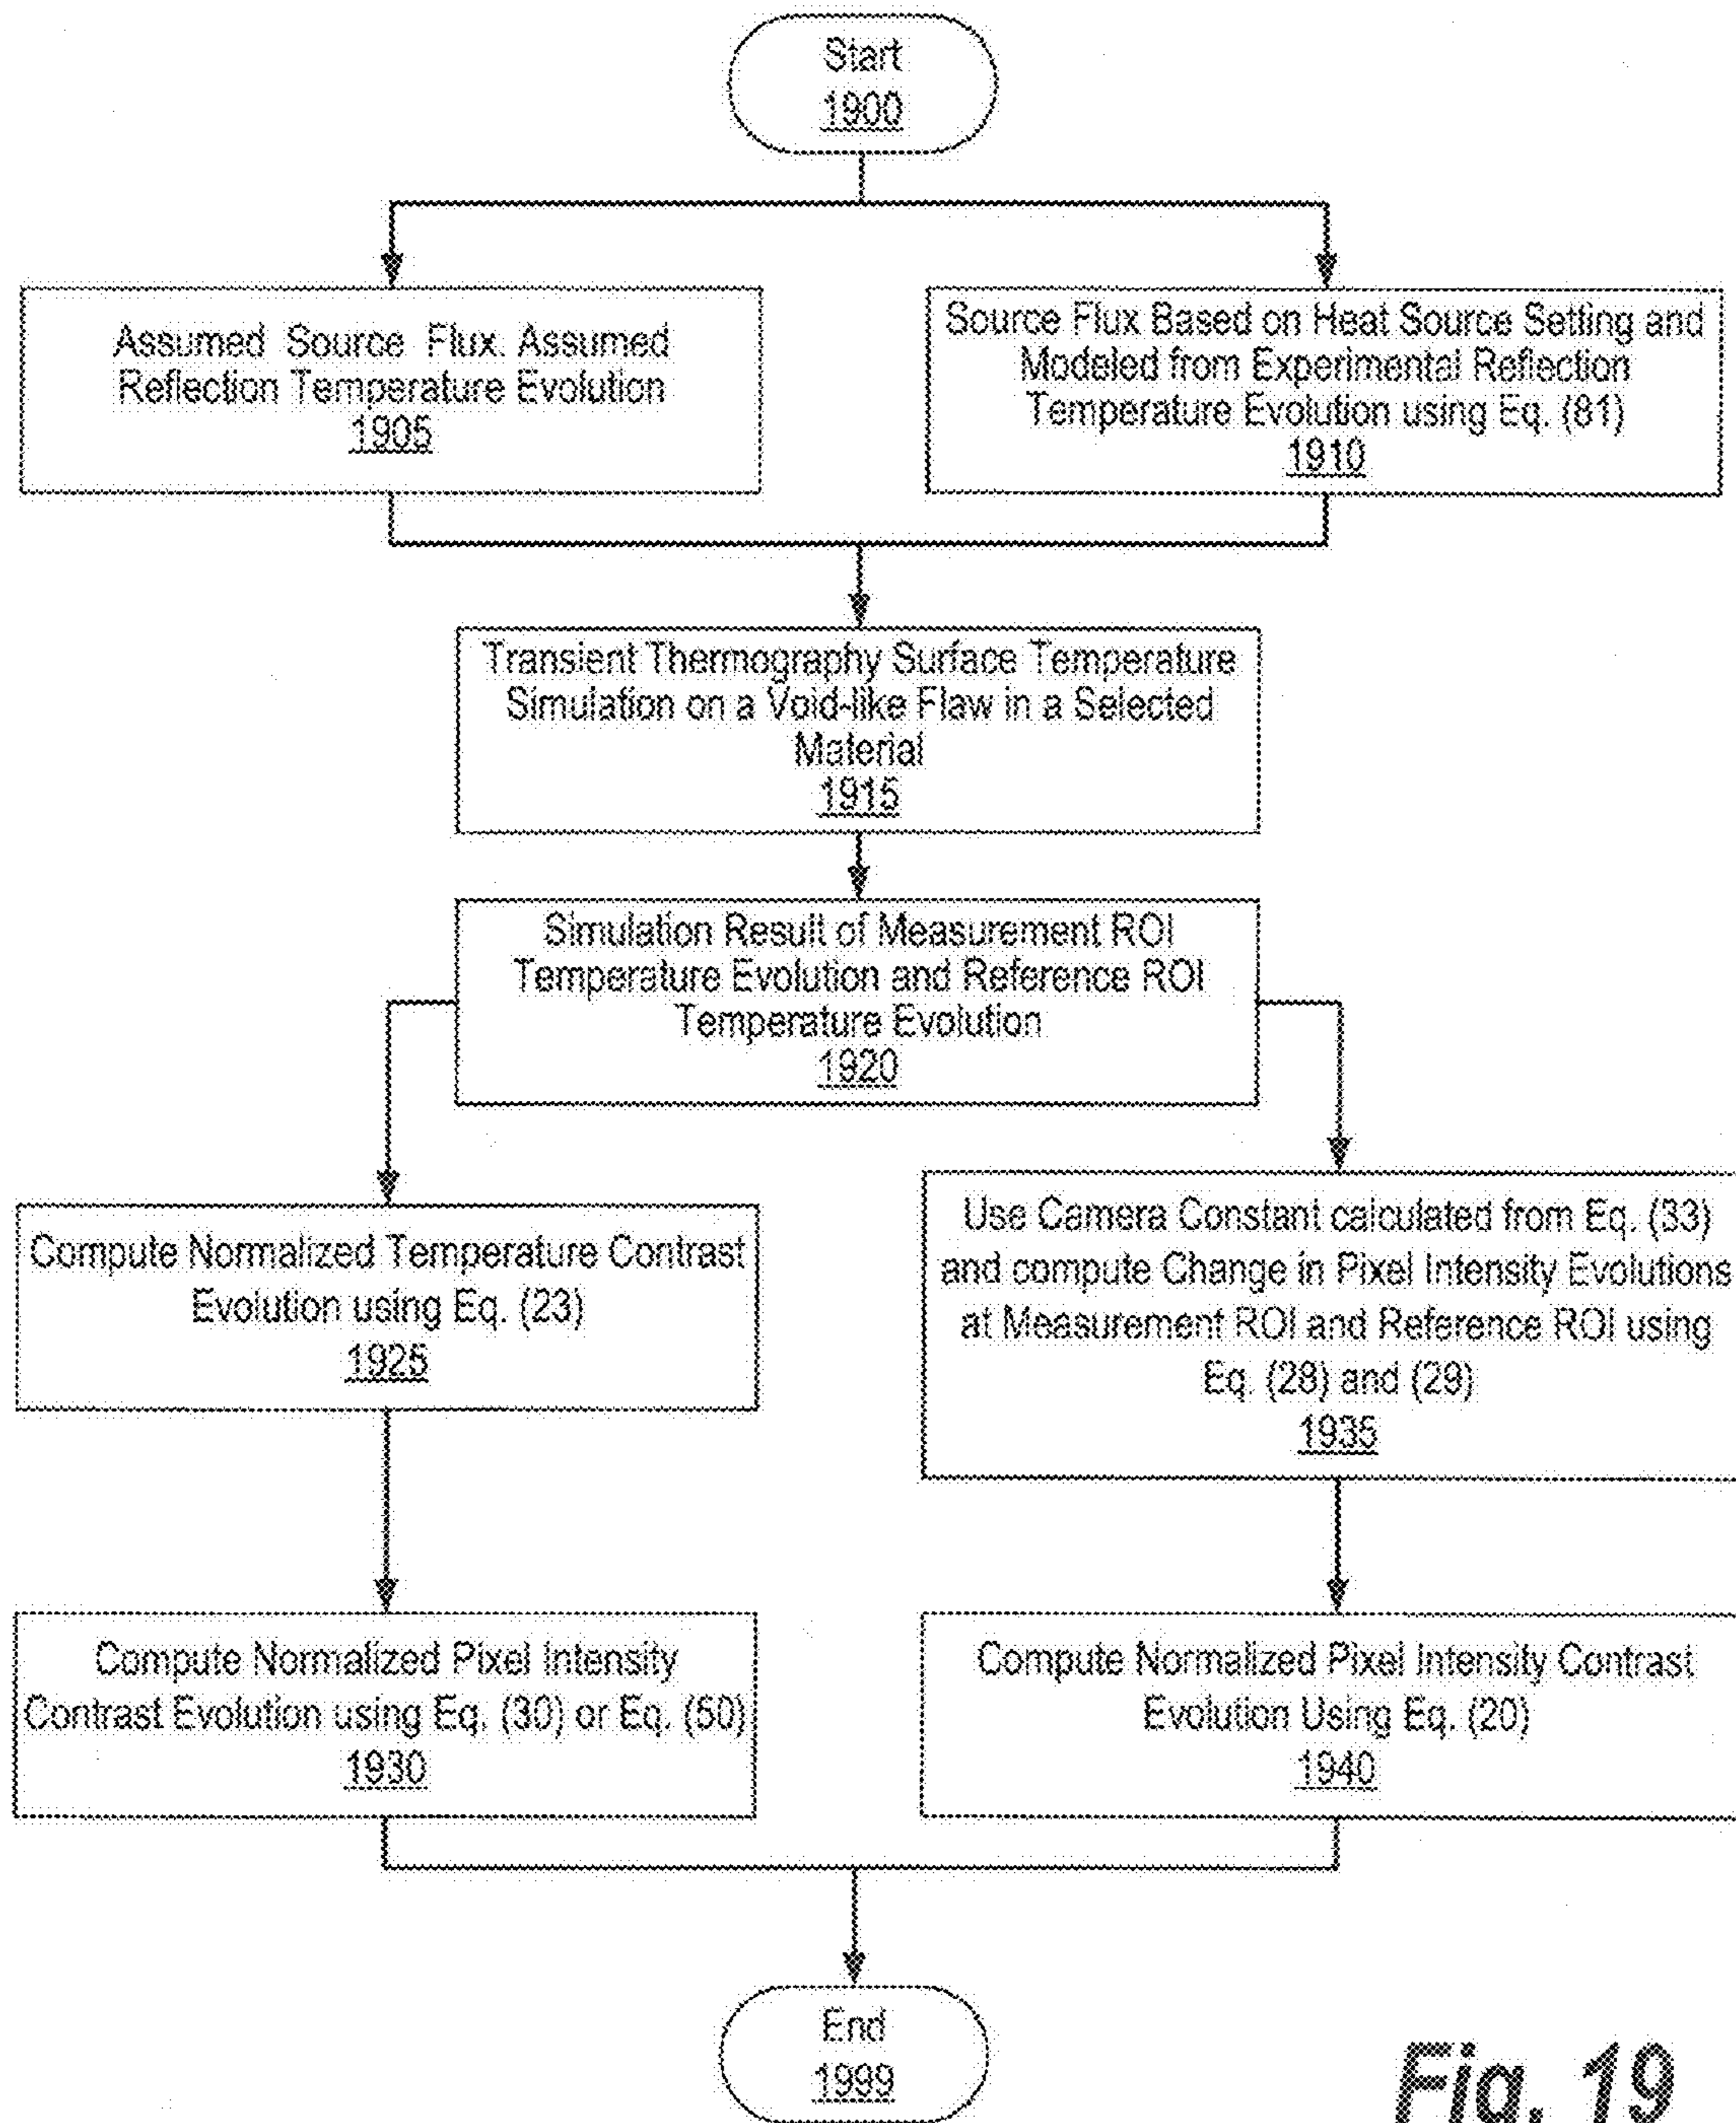 Start
1900
Assumed Source Flux. Assumed
Reflection Temperature Evolution
1905
Source Flux Based on Heat Source Setting and
Modeled from Experimental Reflection
Temperature Evolution using Eq. (81)
1910
Transient Thermography Surface Temperature
Simulation on a Void-like Flaw in a Selected
Material
1915
Simulation Result of Measurement ROI
Temperature Evolution and Reference ROI
Temperature Evolution
1920
Compute Normalized Temperature Contrast
Evolution using Eq. (23)
1925
Use Camera Constant calculated from Eq. (33)
and compute Change in Pixel Intensity Evolutions
at Measurement ROI and Reference ROI using
Eq. (28) and (29)
1935
Compute Normalized Pixel Intensity
Contrast Evolution using Eq. (30) or Eq. (50)
1930
Compute Normalized Pixel Intensity Contrast
Evolution Using Eq. (20)
1940
End
1999
Fig. 19